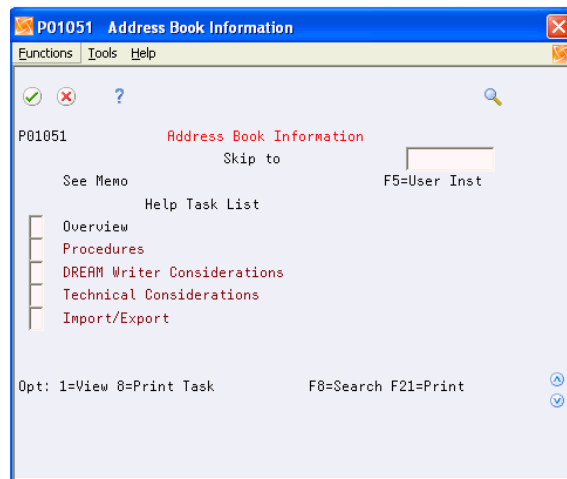 P01051 Address Book Information
Functions Tools Help
?
P01051 Address Book Information
Skip to
See Memo F5=User Inst
Help Task List
Overview
Procedures
DREAM Writer Considerations
Technical Considerations
Import/Export
Opt: 1=View 8=Print Task F8=Search F21=Print